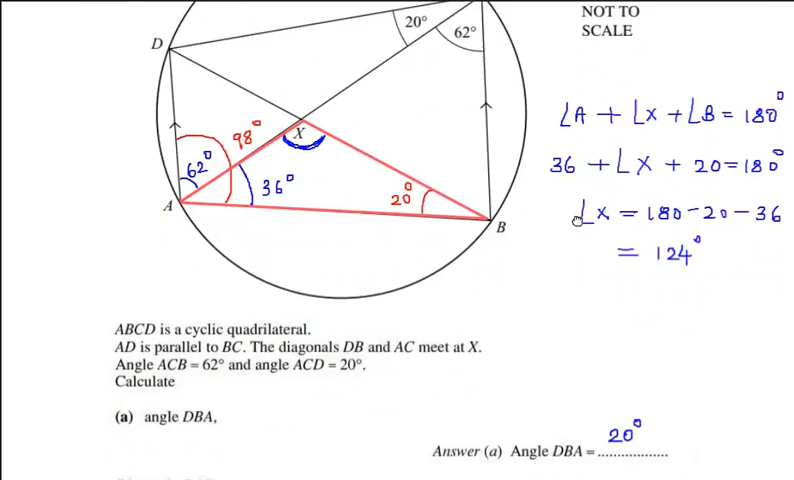 NOT TO
SCALE
20°
62°
D
∠A + ∠X + ∠B = 180°
98°
X
62°
36 + ∠X + 20 = 180°
36°
20°
A
∠x = 180 - 20 - 36
B
= 124°
ABCD is a cyclic quadrilateral.
AD is parallel to BC. The diagonals DB and AC meet at X.
Angle ACB = 62° and angle ACD = 20°.
Calculate
(a) angle DBA,
20°
Answer (a) Angle DBA = ..................